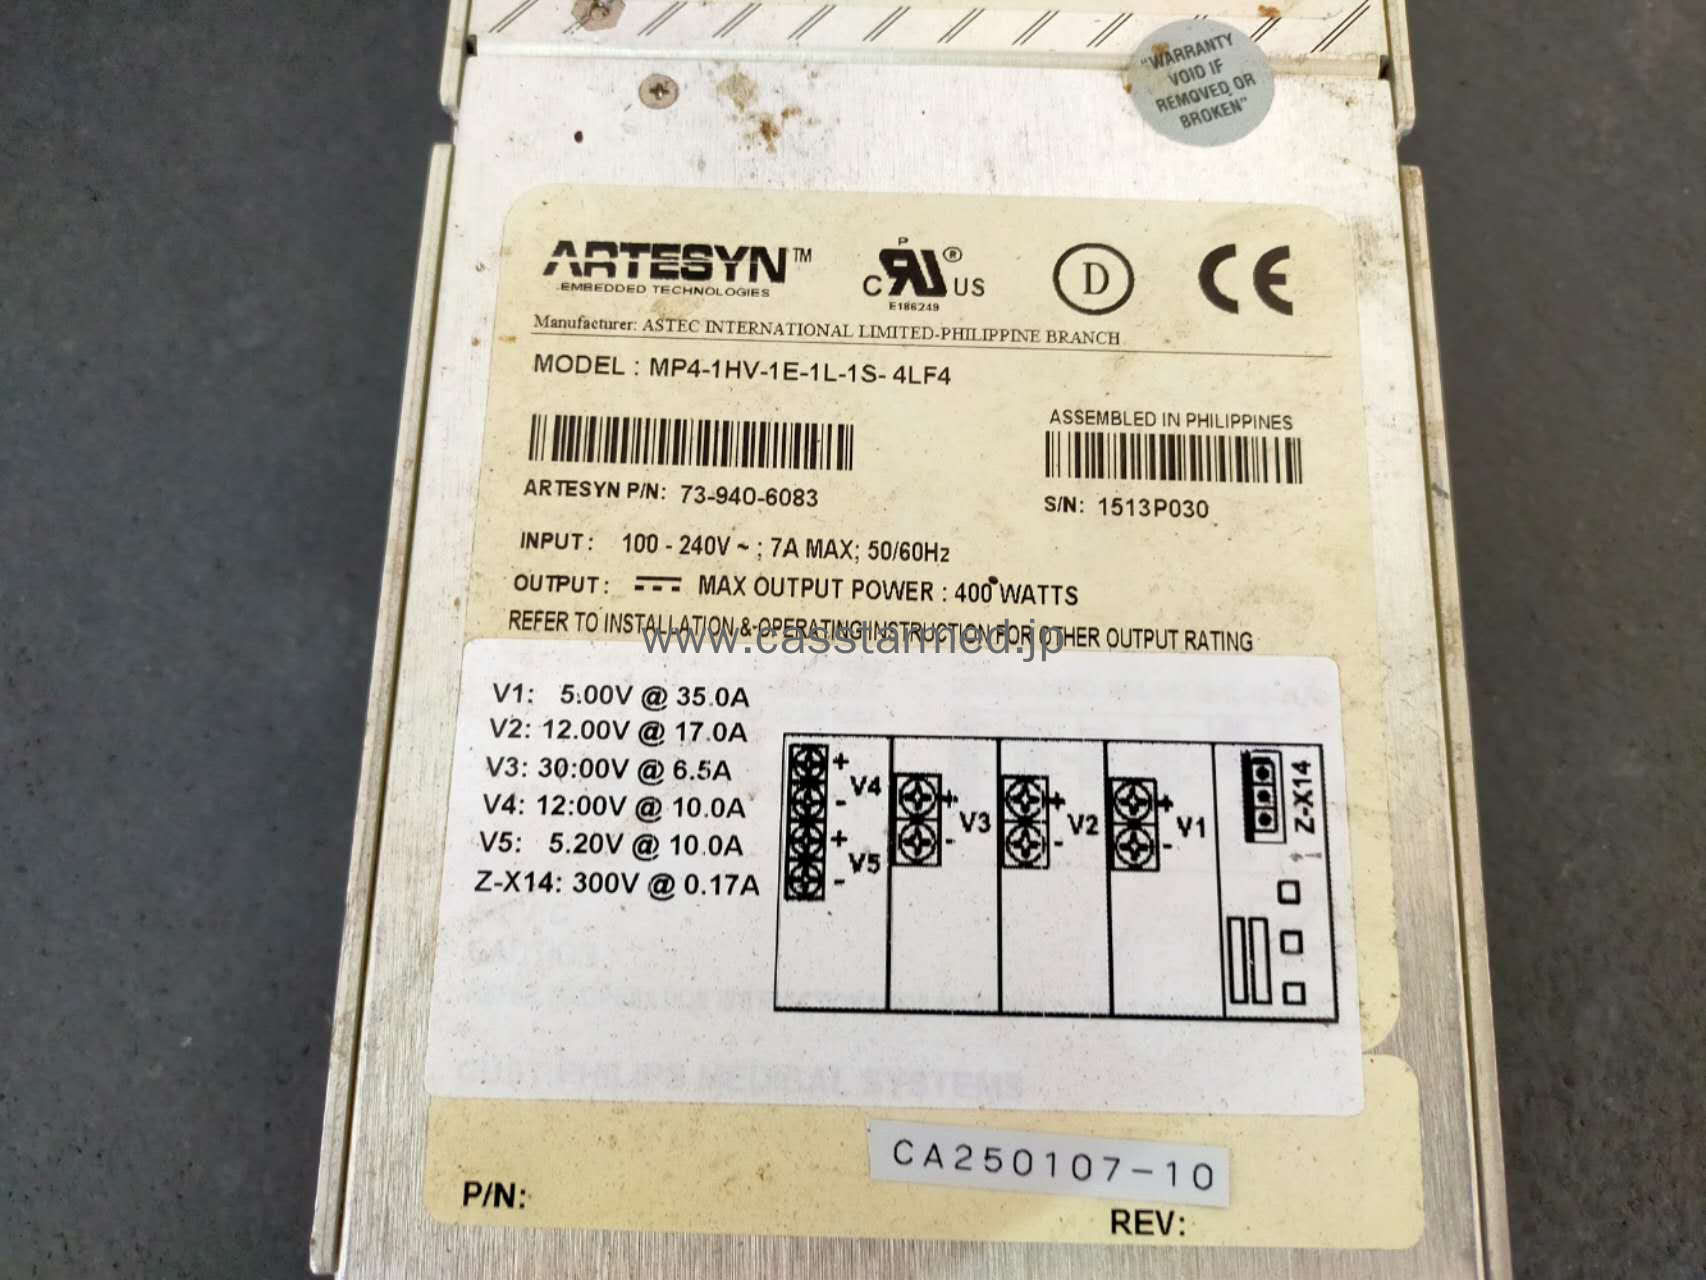 "WARRANTY
VOID IF
REMOVED OR
BROKEN"
ARTESYN™
EMBEDDED TECHNOLOGIES
P
C UR ® US
E186249
D
CE
Manufacturer: ASTEC INTERNATIONAL LIMITED-PHILIPPINE BRANCH
MODEL : MP4-1HV-1E-1L-1S- 4LF4
ASSEMBLED IN PHILIPPINES
ARTESYN P/N: 73-940-6083
S/N: 1513P030
INPUT: 100 - 240V ~ ; 7A MAX; 50/60Hz
OUTPUT: MAX OUTPUT POWER : 400 WATTS
REFER TO INSTALLATION & OPERATING INSTRUCTION FOR OTHER OUTPUT RATING
www.casstarmed.jp
V1: 5.00V @ 35.0A
V2: 12.00V @ 17.0A
V3: 30:00V @ 6.5A
V4: 12:00V @ 10.0A
V5: 5.20V @ 10.0A
Z-X14: 300V @ 0.17A
+ V4 -
+ V5 -
+ V3 -
+ V2 -
+ V1 -
Z-X14
PHILIPS MEDICAL SYSTEMS
CA250107-10
P/N:
REV: